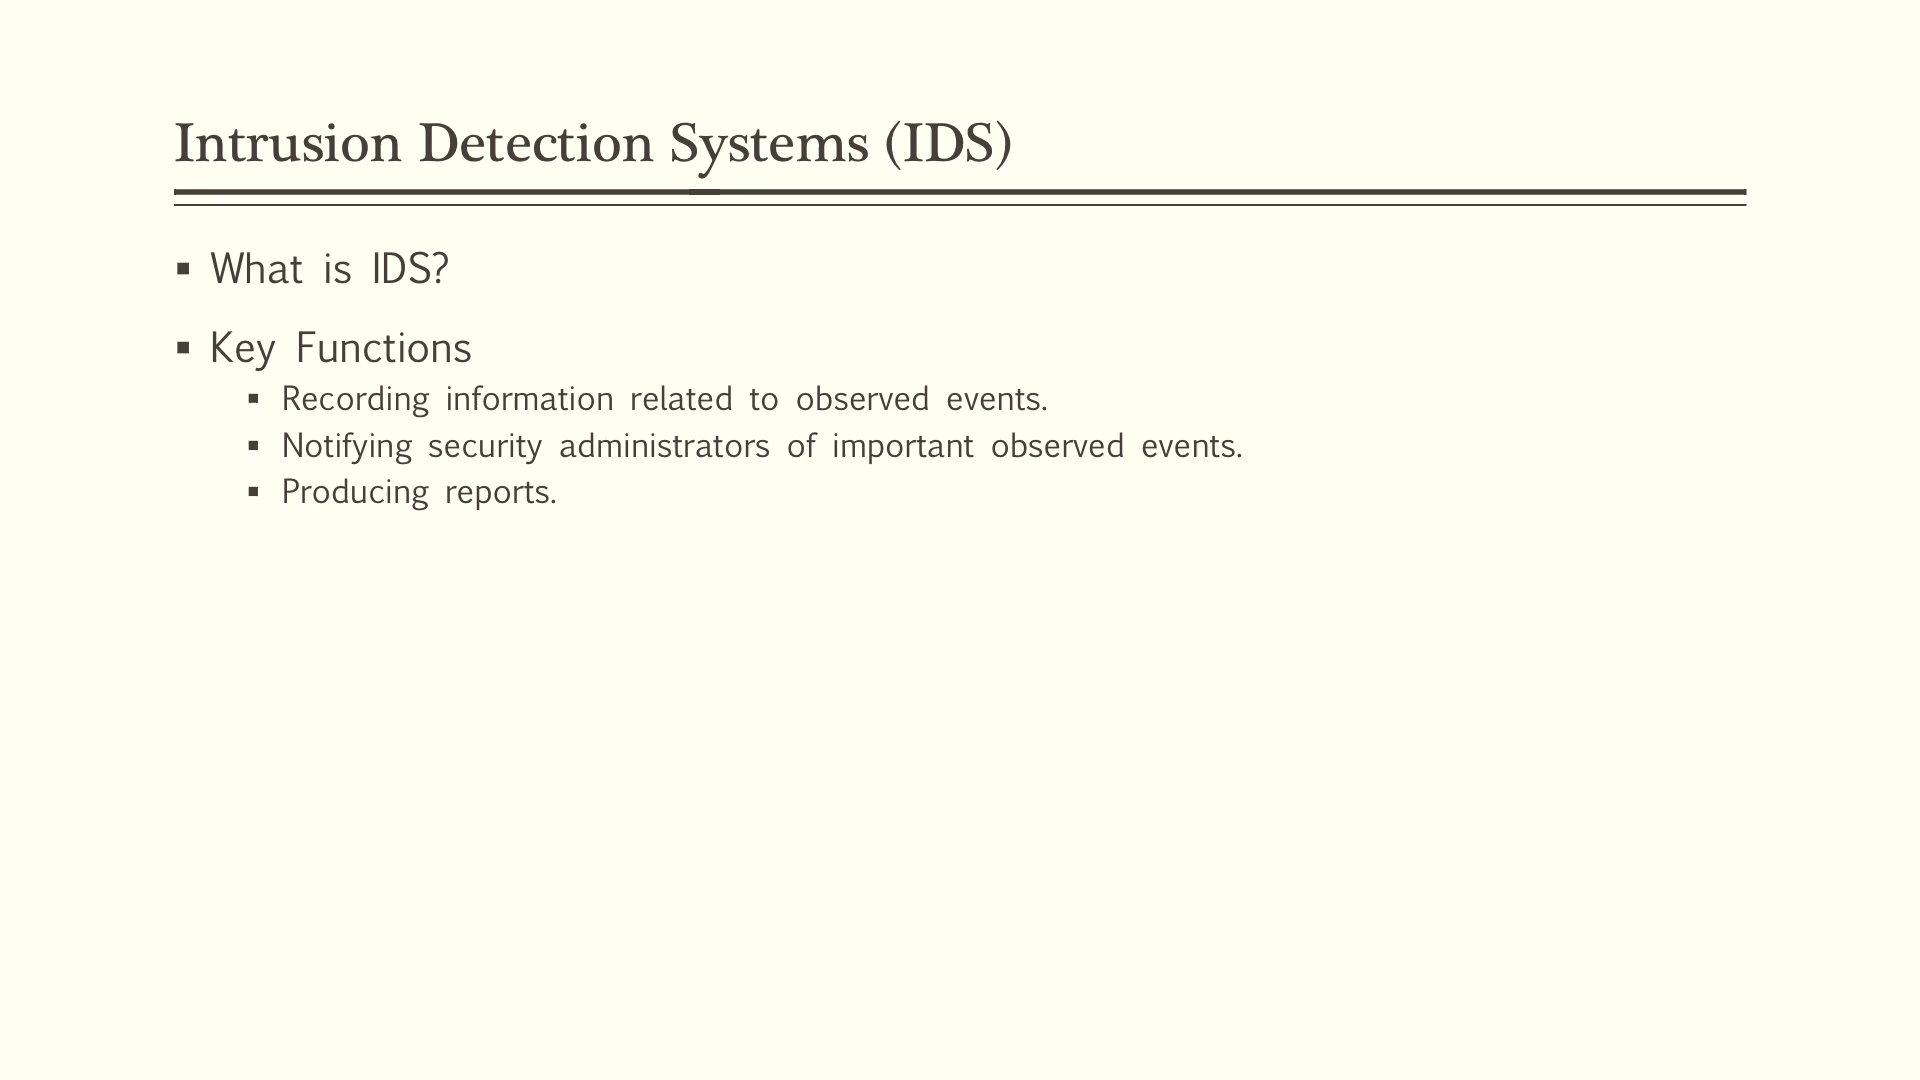 Intrusion Detection Systems (IDS)
▪ What is IDS?
▪ Key Functions
▪ Recording information related to observed events.
▪ Notifying security administrators of important observed events.
▪ Producing reports.